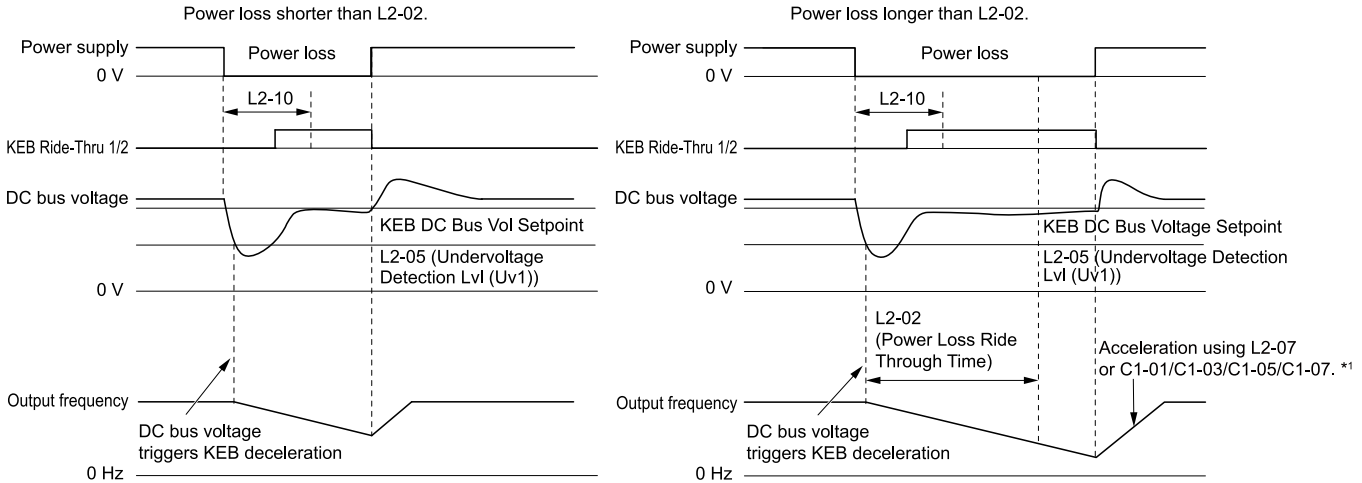 Power loss shorter than L2-02.
Power supply
Power loss
0 V
L2-10
KEB Ride-Thru 1/2
DC bus voltage
KEB DC Bus Vol Setpoint
L2-05 (Undervoltage
Detection Lvl (Uv1))
0 V
Output frequency
DC bus voltage
triggers KEB deceleration
0 Hz
Power loss longer than L2-02.
Power supply
Power loss
0 V
L2-10
KEB Ride-Thru 1/2
DC bus voltage
KEB DC Bus Voltage Setpoint
L2-05 (Undervoltage Detection
Lvl (Uv1))
0 V
L2-02
(Power Loss Ride
Through Time)
Acceleration using L2-07
or C1-01/C1-03/C1-05/C1-07. *1
Output frequency
DC bus voltage
triggers KEB deceleration
0 Hz